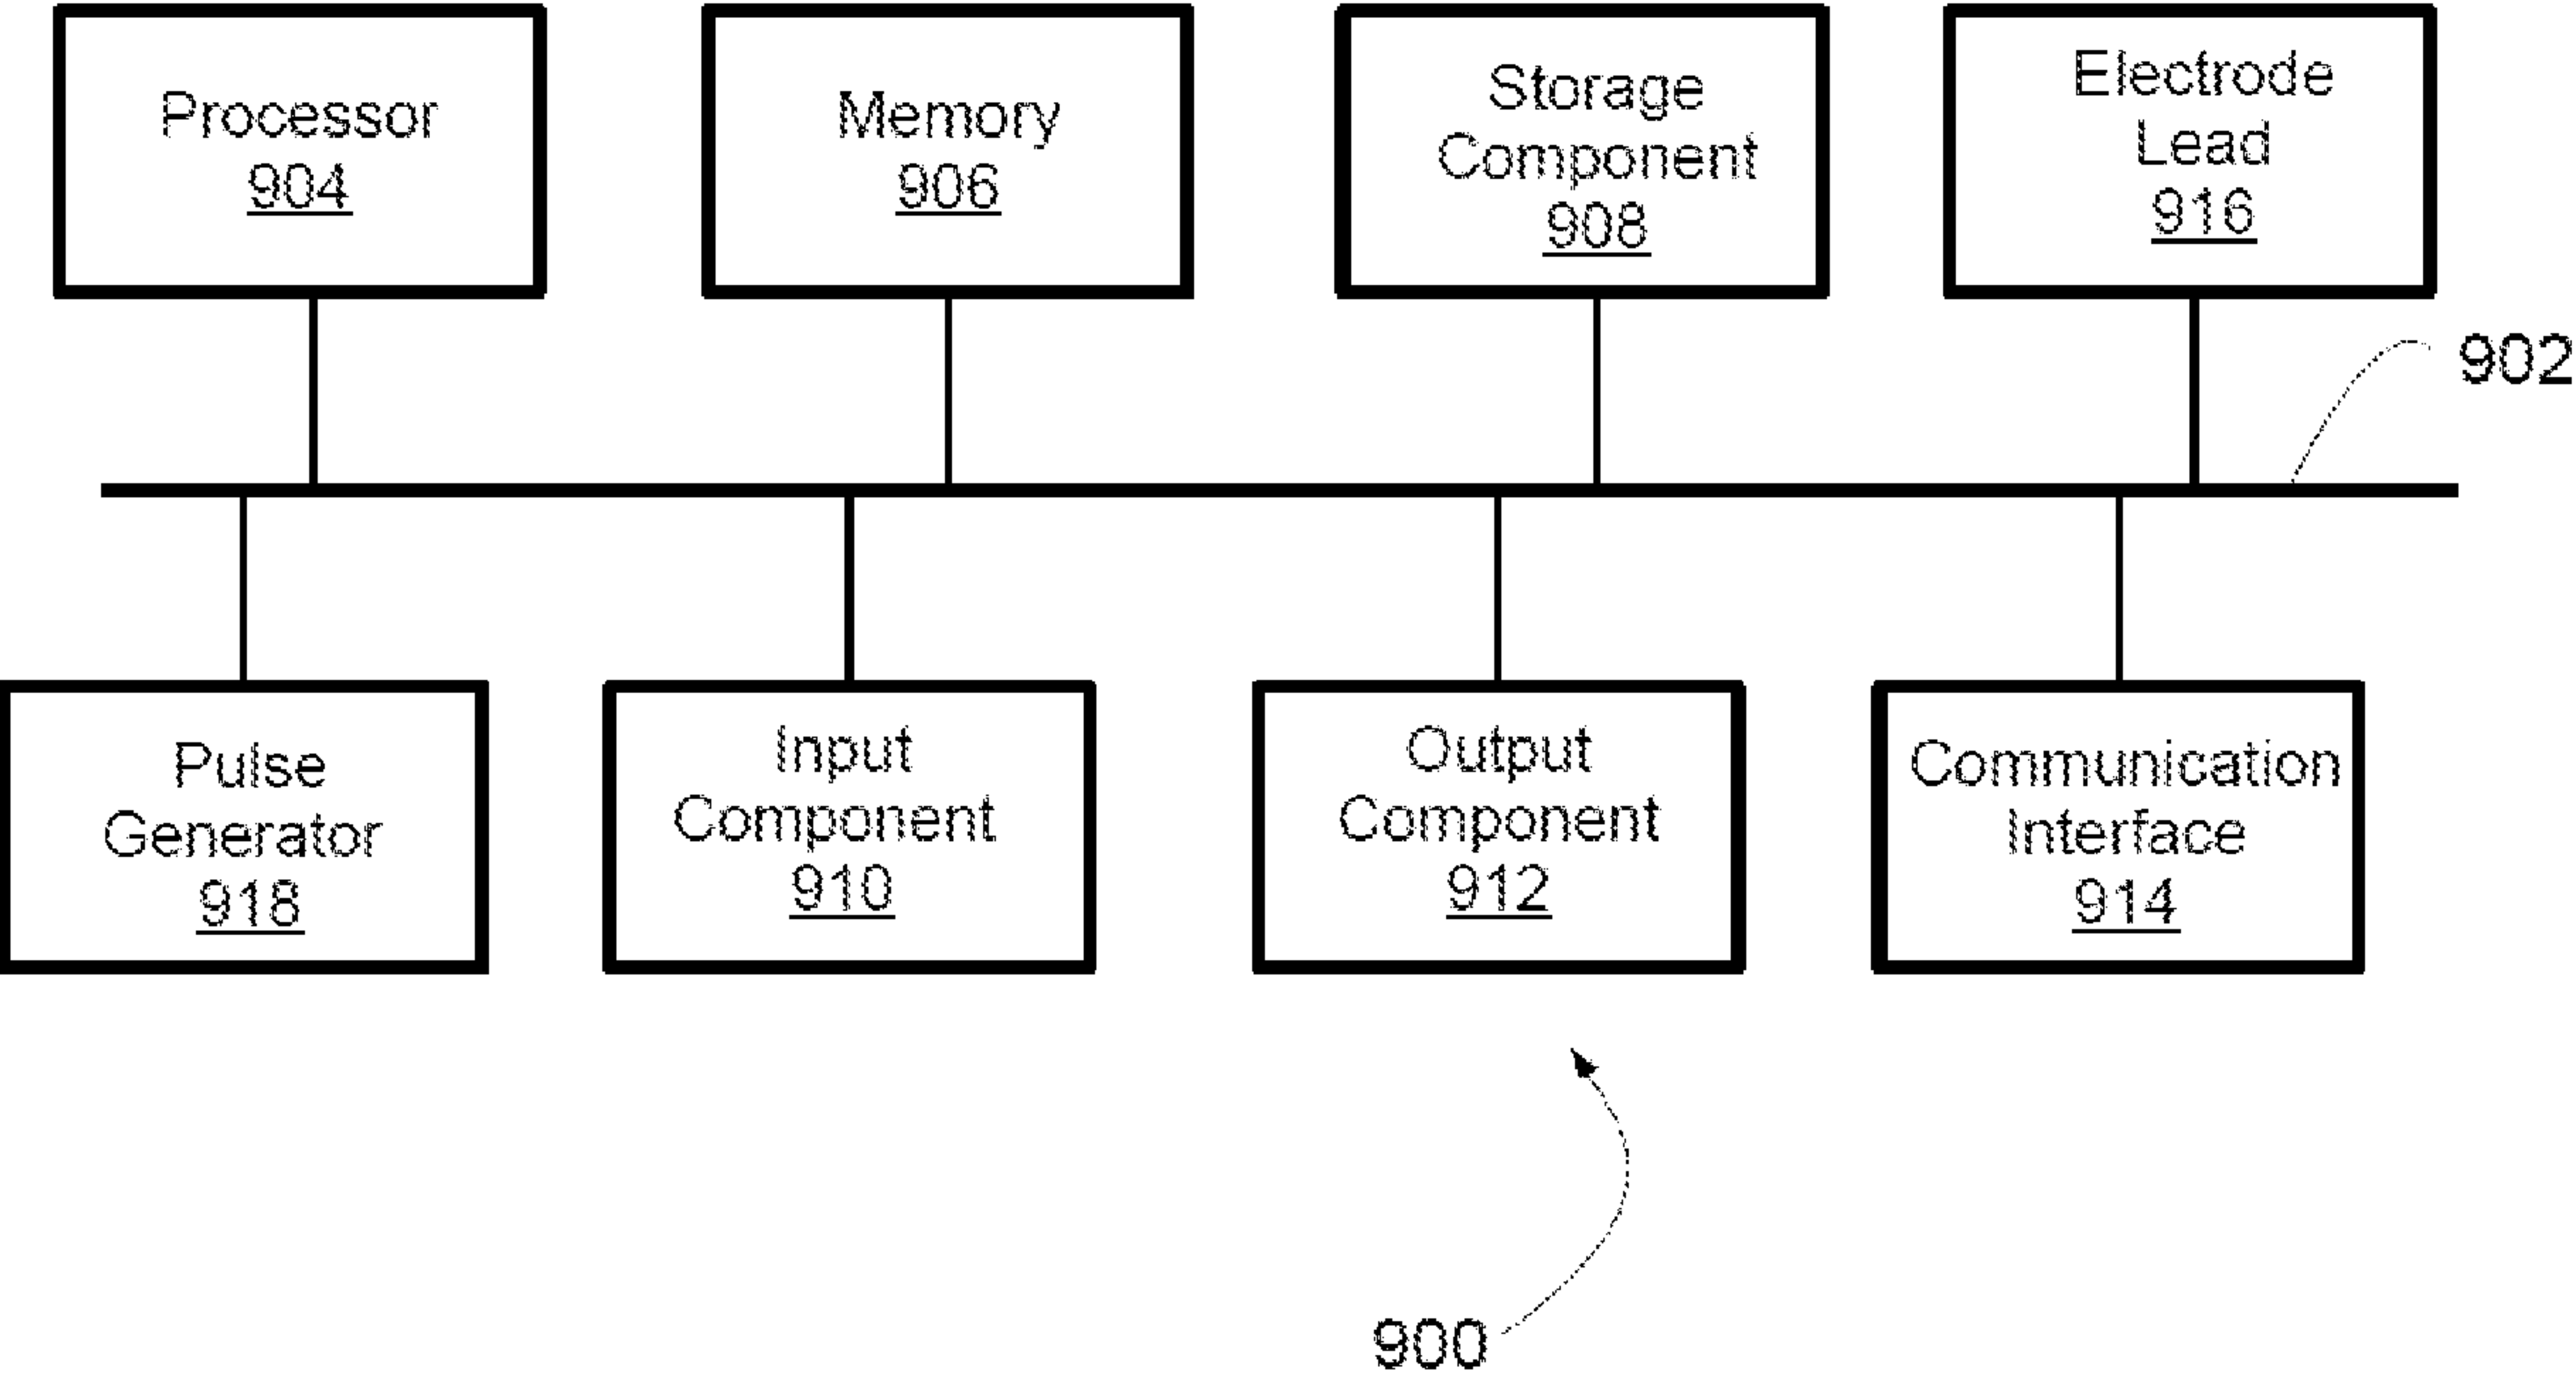 Processor
904
Memory
906
Storage
Component
908
Electrode
Lead
916
902
Pulse
Generator
918
Input
Component
910
Output
Component
912
Communication
Interface
914
900